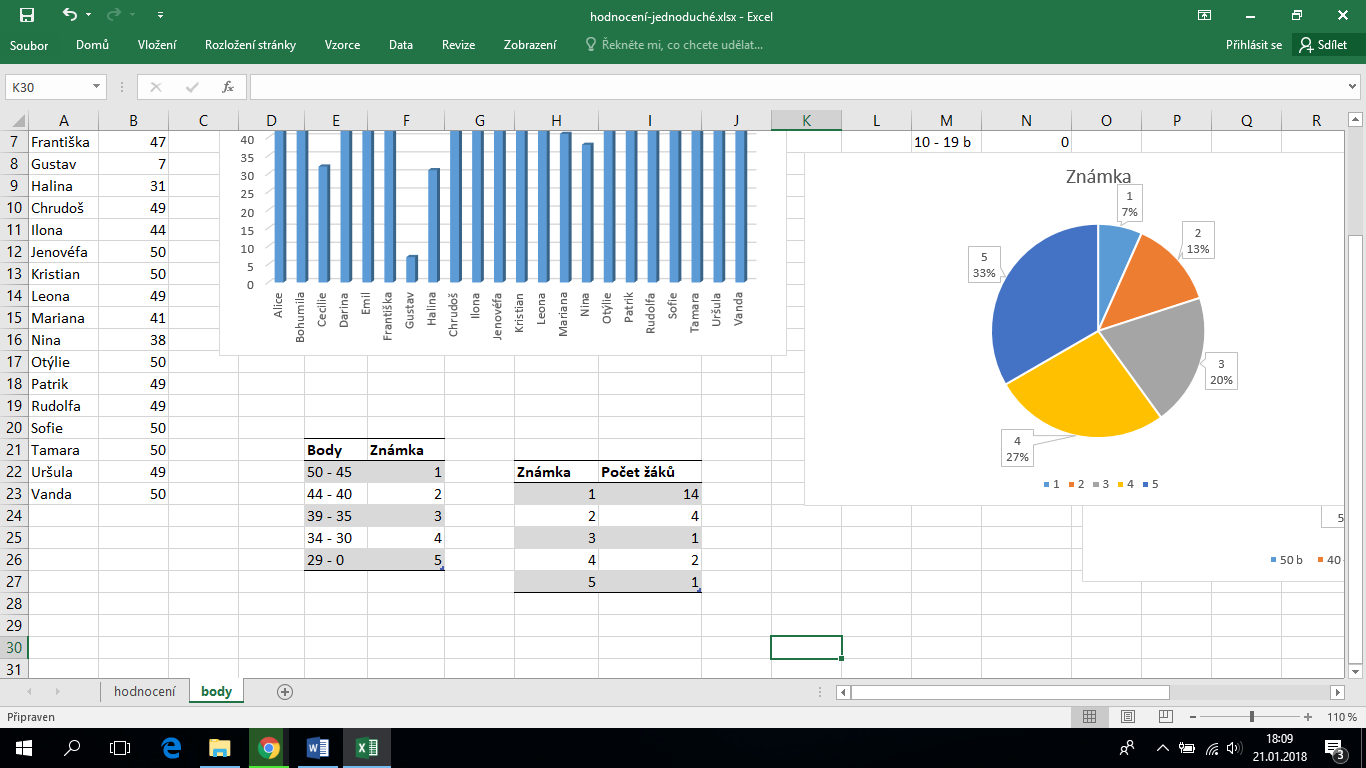 hodnocení-jednoduché.xlsx - Excel
Soubor Domů Vložení Rozložení stránky Vzorce Data Revize Zobrazení Řekněte mi, co chcete udělat... Přihlásit se Sdílet
K30 fx
A B C D E F G H I J K L M N O P Q R
7 Františka 47 10 - 19 b 0
8 Gustav 7
9 Halina 31
10 Chrudoš 49
11 Ilona 44
12 Jenovéfa 50
13 Kristian 50
14 Leona 49
15 Mariana 41
16 Nina 38
17 Otýlie 50
18 Patrik 49
19 Rudolfa 49
20 Sofie 50
21 Tamara 50
22 Uršula 49
23 Vanda 50
24
25
26
27
28
29
30
31
40
35
30
25
20
15
10
5
0
Alice Bohumila Cecilie Darina Emil Františka Gustav Halina Chrudoš Ilona Jenovéfa Kristian Leona Mariana Nina Otýlie Patrik Rudolfa Sofie Tamara Uršula Vanda
Body Známka
50 - 45 1
44 - 40 2
39 - 35 3
34 - 30 4
29 - 0 5
Známka Počet žáků
1 14
2 4
3 1
4 2
5 1
Známka
1
7%
2
13%
3
20%
4
27%
5
33%
1 2 3 4 5
5
50 b 40
hodnocení body
Připraven 110 %
18:09
21.01.2018
3